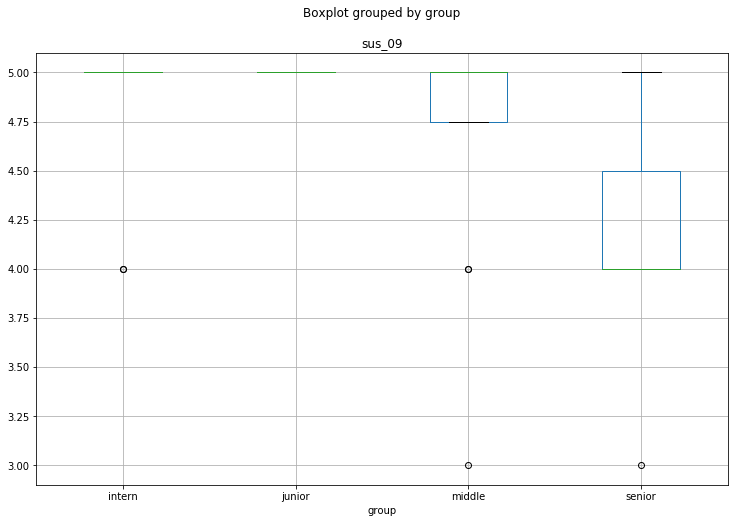 Boxplot grouped by group
sus_09
5.00
4.75
4.50
4.25
4.00
3.75
3.50
3.25
3.00
intern junior middle senior
group